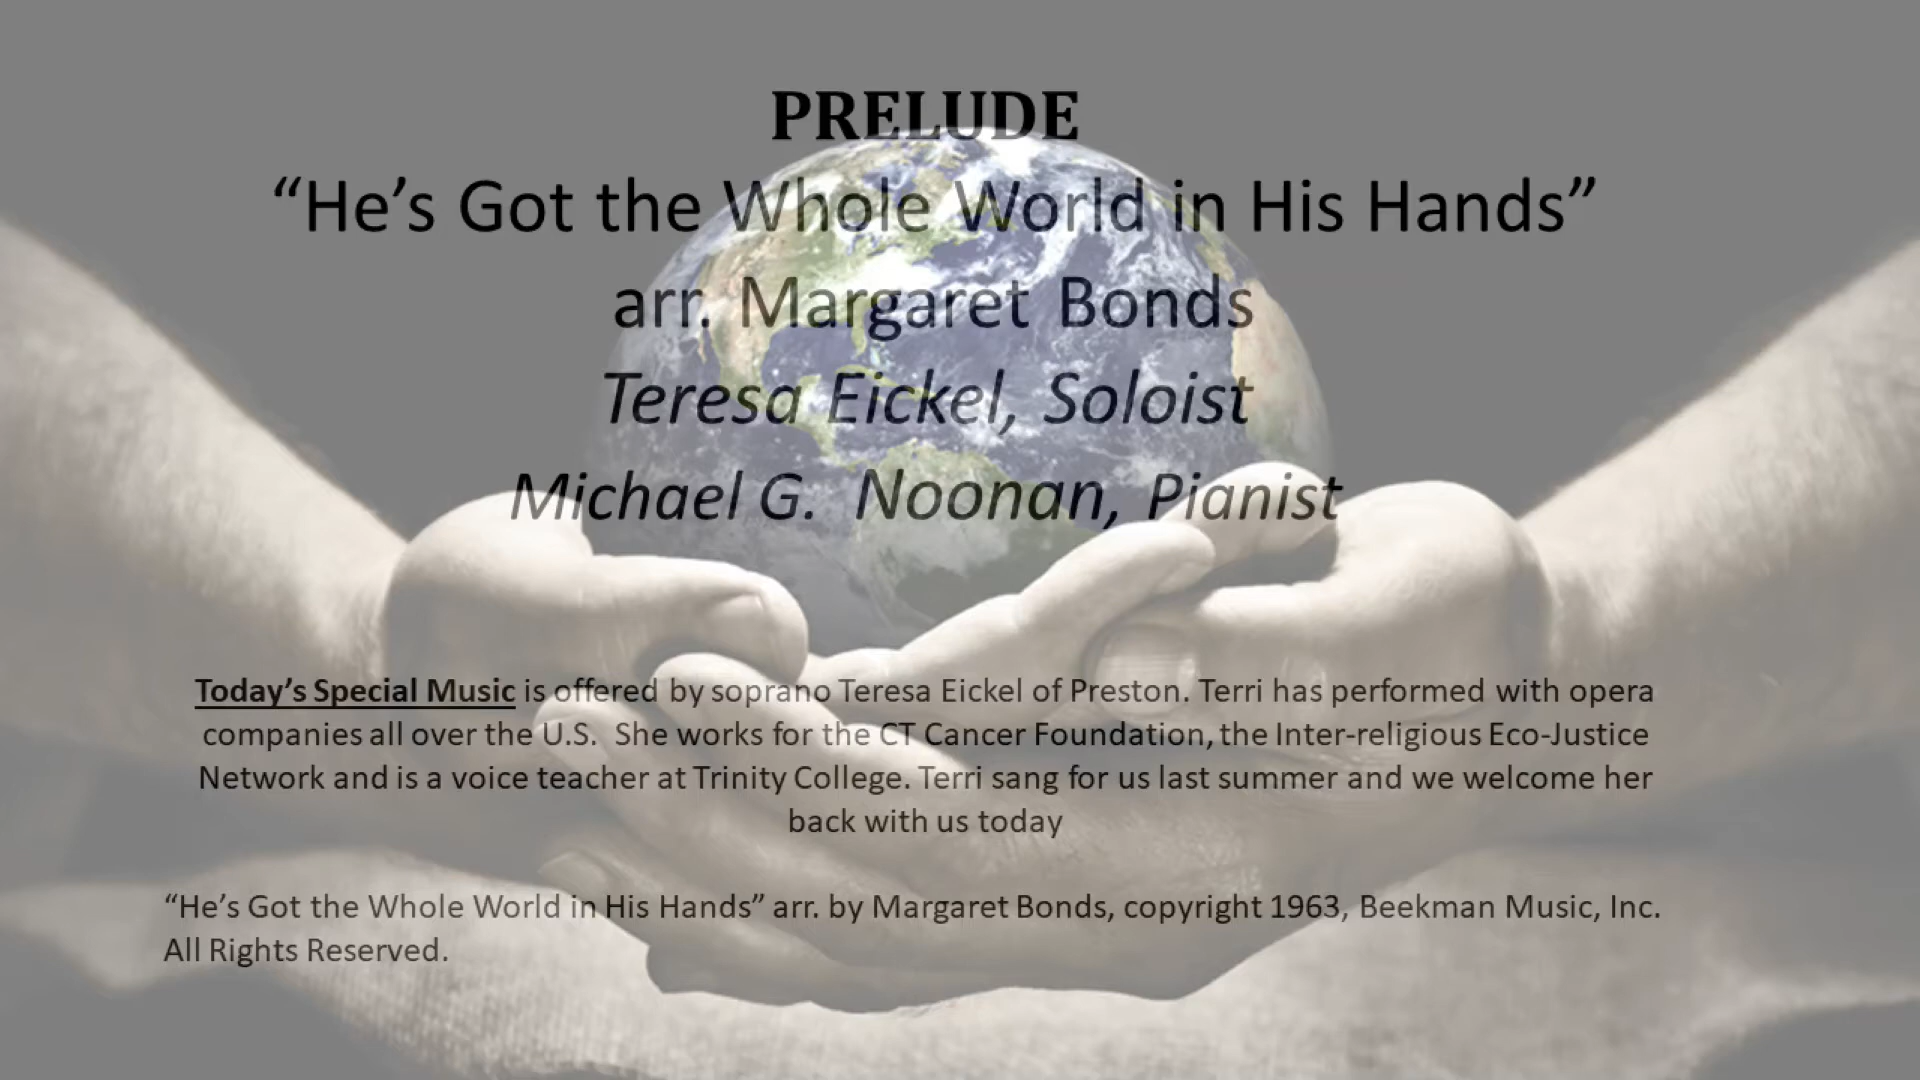 PRELUDE
“He’s Got the Whole World in His Hands”
arr. Margaret Bonds
Teresa Eickel, Soloist
Michael G. Noonan, Pianist
Today’s Special Music is offered by soprano Teresa Eickel of Preston. Terri has performed with opera
companies all over the U.S. She works for the CT Cancer Foundation, the Inter-religious Eco-Justice
Network and is a voice teacher at Trinity College. Terri sang for us last summer and we welcome her
back with us today
“He’s Got the Whole World in His Hands” arr. by Margaret Bonds, copyright 1963, Beekman Music, Inc.
All Rights Reserved.